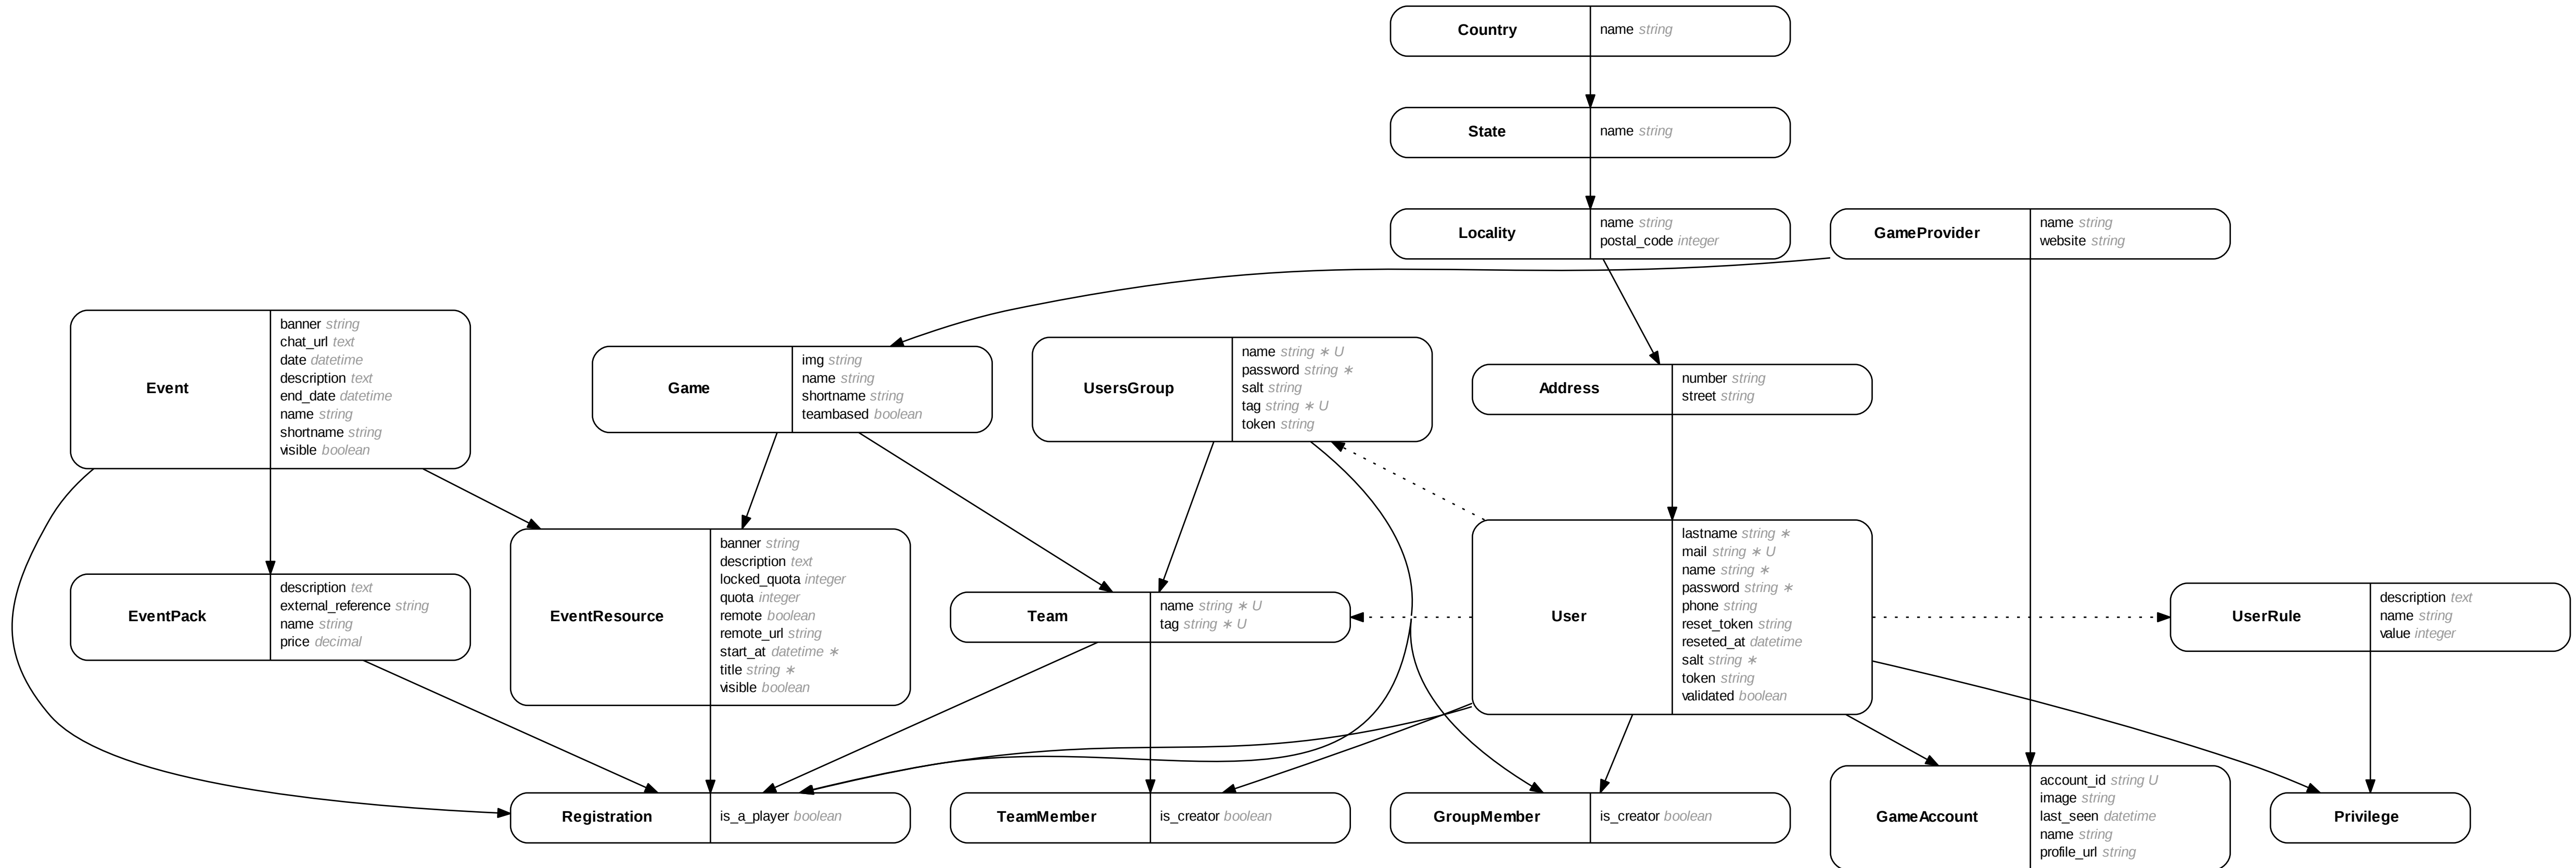 Country
name string
State
name string
Locality
name string
postal_code integer
GameProvider
name string
website string
Event
banner string
chat_url text
date datetime
description text
end_date datetime
name string
shortname string
visible boolean
Game
img string
name string
shortname string
teambased boolean
UsersGroup
name string ∗ U
password string ∗
salt string
tag string ∗ U
token string
Address
number string
street string
EventPack
description text
external_reference string
name string
price decimal
EventResource
banner string
description text
locked_quota integer
quota integer
remote boolean
remote_url string
start_at datetime ∗
title string ∗
visible boolean
Team
name string ∗ U
tag string ∗ U
User
lastname string ∗
mail string ∗ U
name string ∗
password string ∗
phone string
reset_token string
reseted_at datetime
salt string ∗
token string
validated boolean
UserRule
description text
name string
value integer
Registration
is_a_player boolean
TeamMember
is_creator boolean
GroupMember
is_creator boolean
GameAccount
account_id string U
image string
last_seen datetime
name string
profile_url string
Privilege